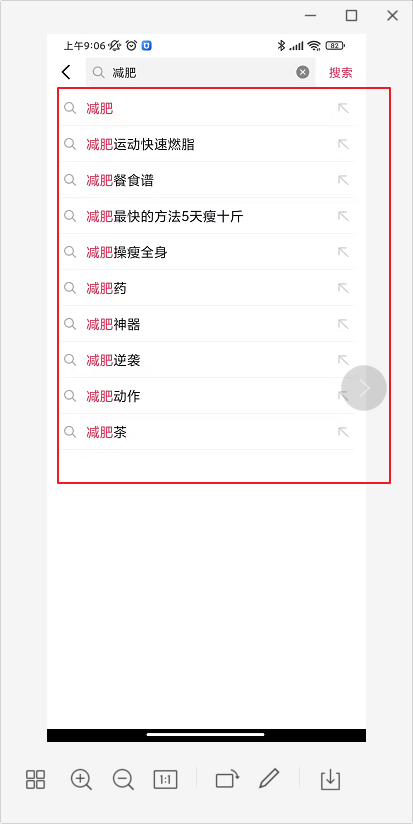 上午9:06
82
减肥
搜索
减肥
减肥运动快速燃脂
减肥餐食谱
减肥最快的方法5天瘦十斤
减肥操瘦全身
减肥药
减肥神器
减肥逆袭
减肥动作
减肥茶
1:1